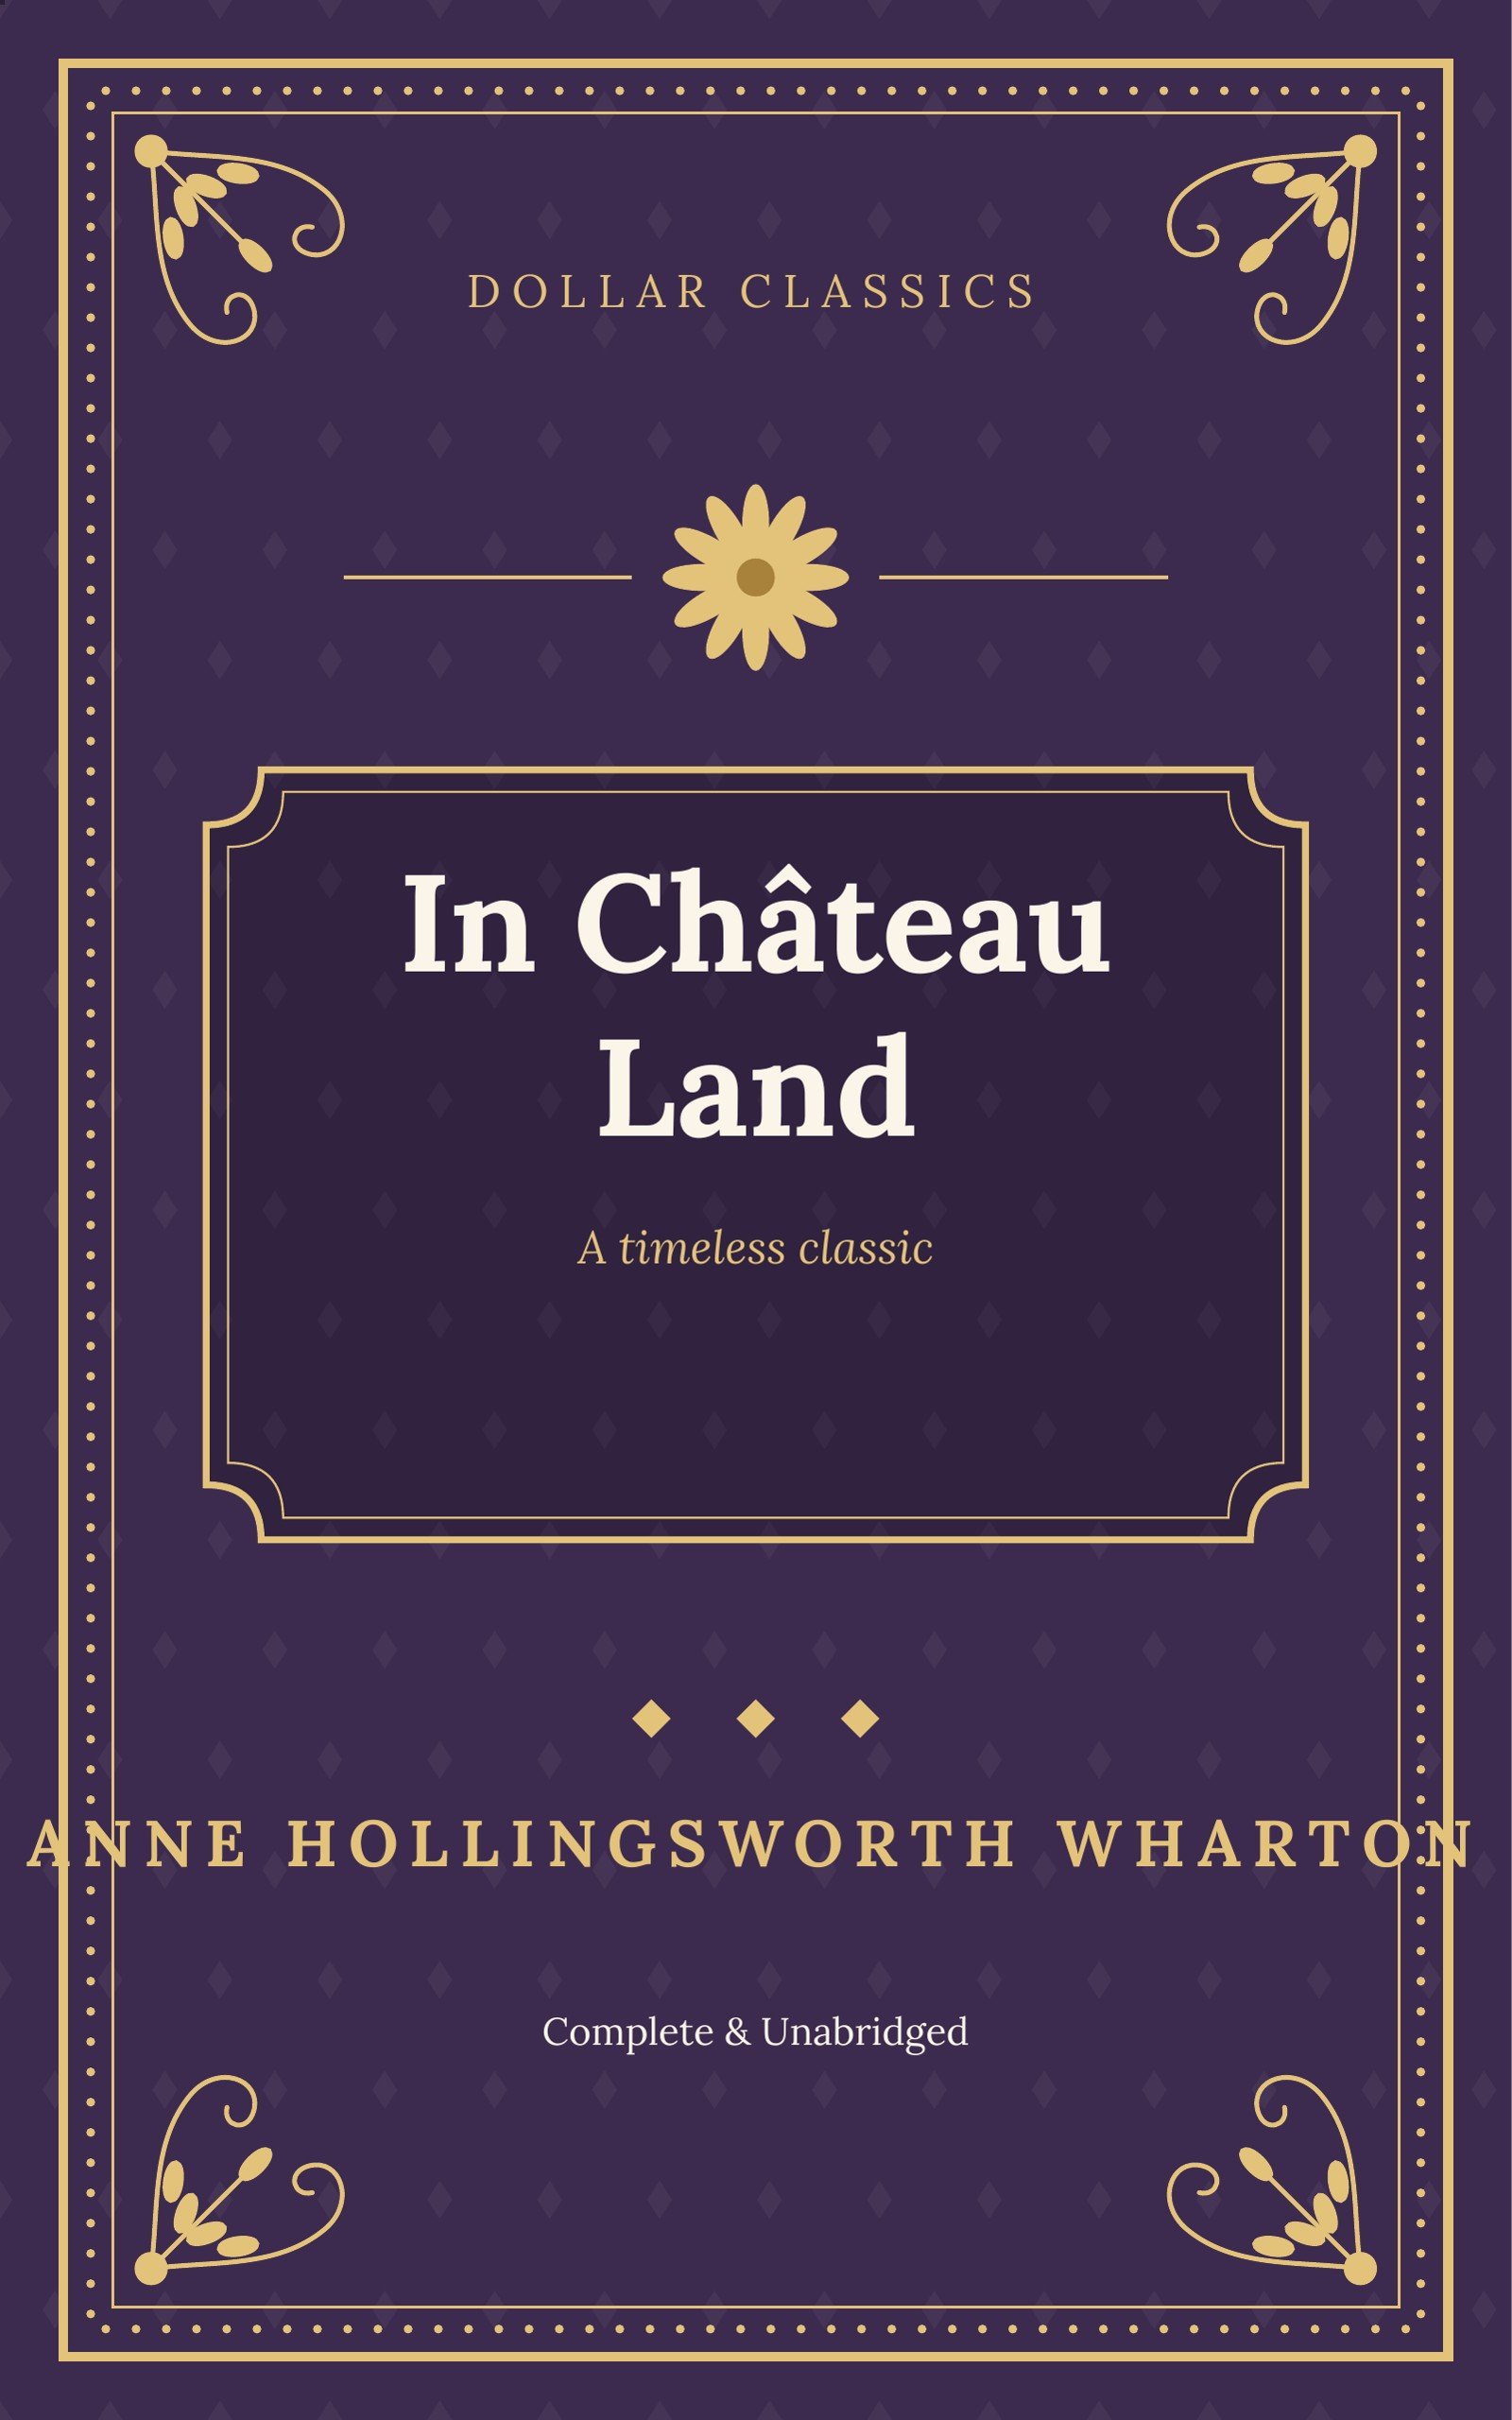 DOLLAR CLASSICS
In Château
Land
A timeless classic
ANNE HOLLINGSWORTH WHARTON
Complete & Unabridged